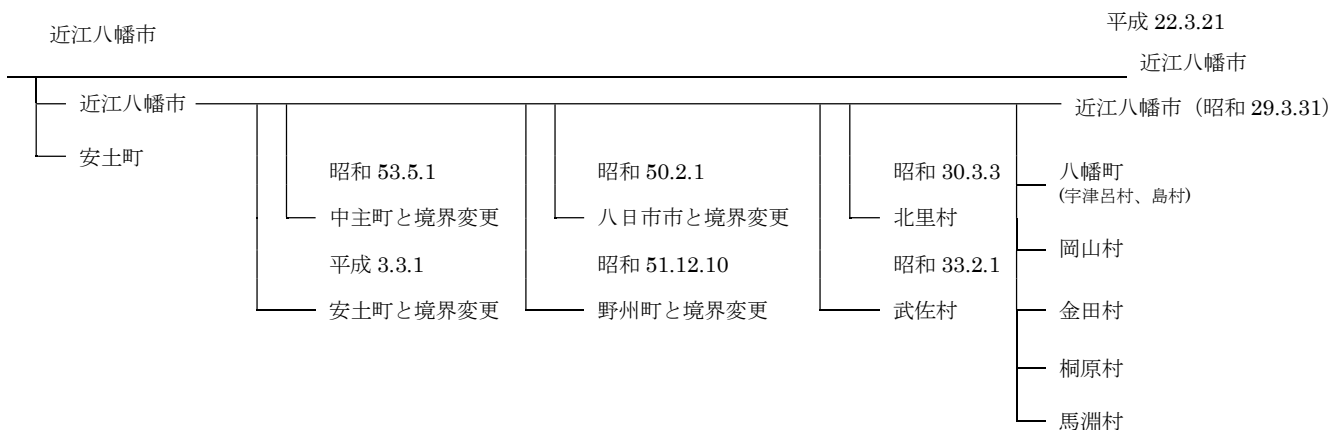 近江八幡市
平成 22.3.21
近江八幡市
近江八幡市
近江八幡市（昭和 29.3.31）
安土町
昭和 53.5.1
昭和 50.2.1
昭和 30.3.3
八幡町
(宇津呂村、島村)
中主町と境界変更
八日市市と境界変更
北里村
岡山村
平成 3.3.1
昭和 51.12.10
昭和 33.2.1
安土町と境界変更
野州町と境界変更
武佐村
金田村
桐原村
馬淵村